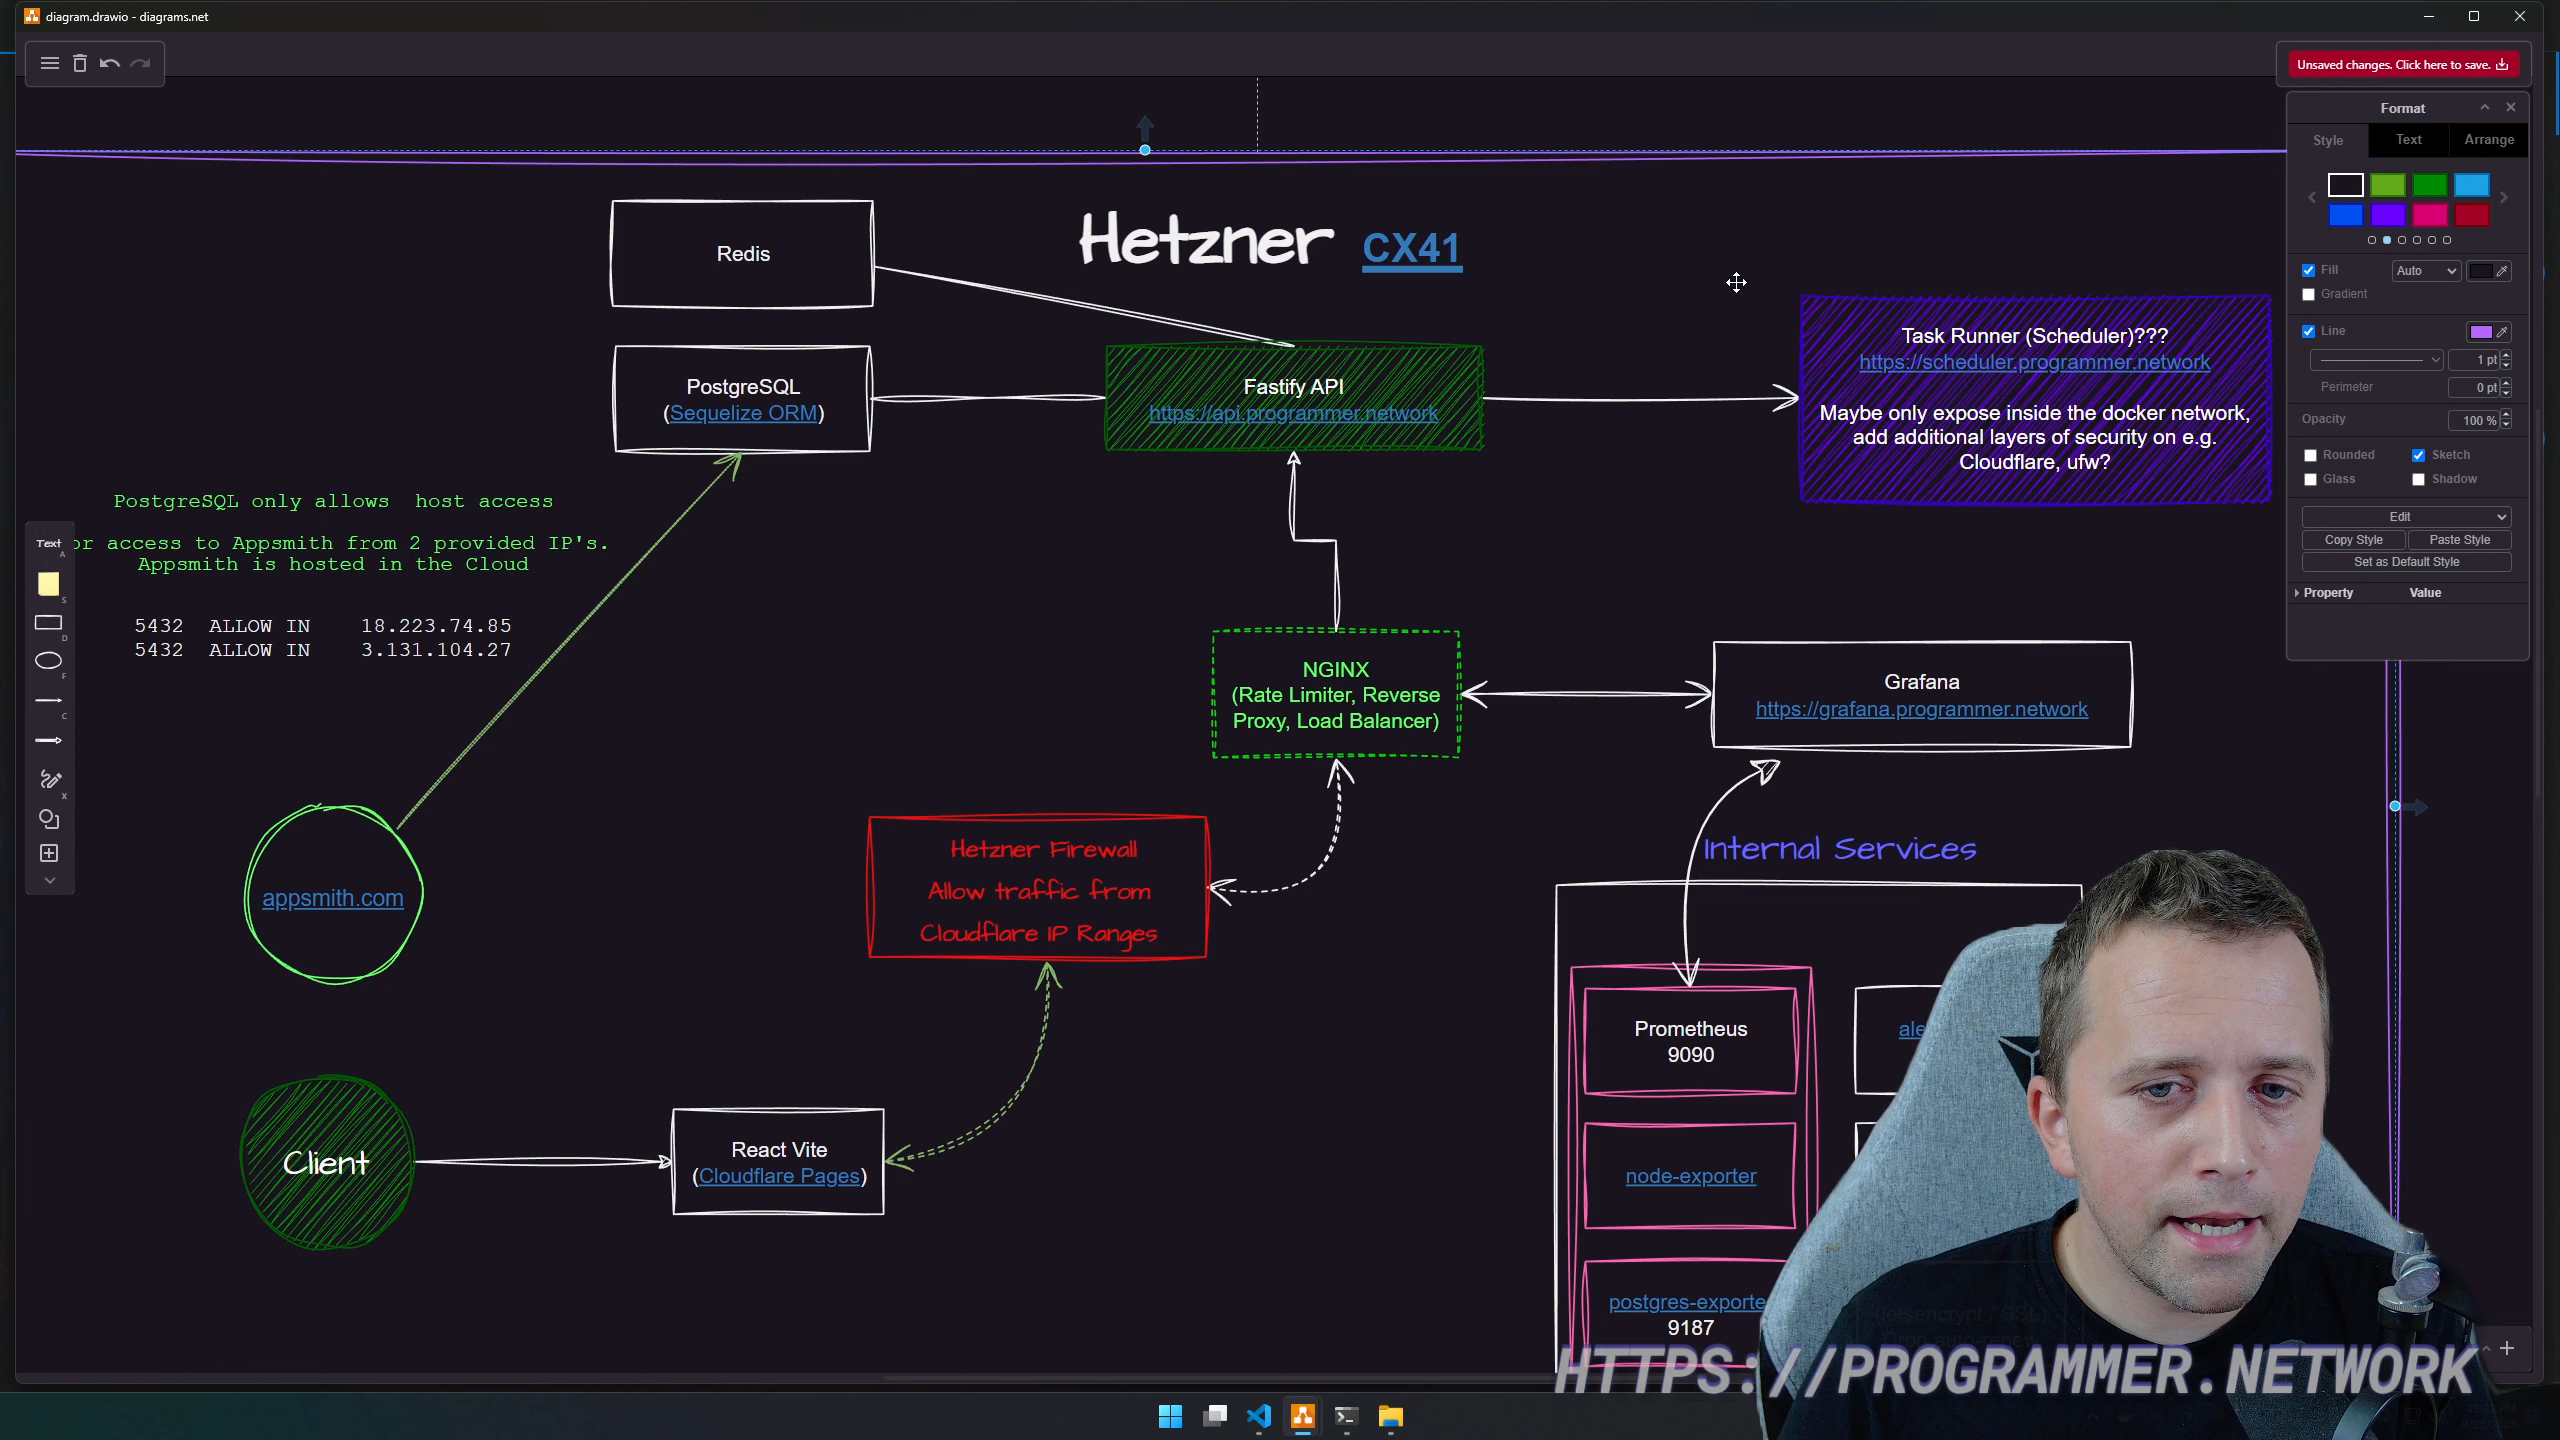 diagram.drawio - diagrams.net
Unsaved changes. Click here to save.
Format
Style
Text
Arrange
Fill
Auto
Gradient
Line
1 pt
Perimeter
0 pt
Opacity
100 %
Rounded
Sketch
Glass
Shadow
Edit
Copy Style
Paste Style
Set as Default Style
Property
Value
Hetzner CX41
Redis
PostgreSQL
(Sequelize ORM)
Fastify API
https://api.programmer.network
Task Runner (Scheduler)???
https://scheduler.programmer.network
Maybe only expose inside the docker network,
add additional layers of security on e.g.
Cloudflare, ufw?
PostgreSQL only allows host access
or access to Appsmith from 2 provided IP's.
Appsmith is hosted in the Cloud
5432 ALLOW IN 18.223.74.85
5432 ALLOW IN 3.131.104.27
Text
A
S
D
F
C
X
NGINX
(Rate Limiter, Reverse
Proxy, Load Balancer)
Grafana
https://grafana.programmer.network
Hetzner Firewall
Allow traffic from
Cloudflare IP Ranges
Internal Services
appsmith.com
Prometheus
9090
ale
Client
React Vite
(Cloudflare Pages)
node-exporter
postgres-exporte
9187
(letsencrypt / SSL)
HTTPS://PROGRAMMER.NETWORK